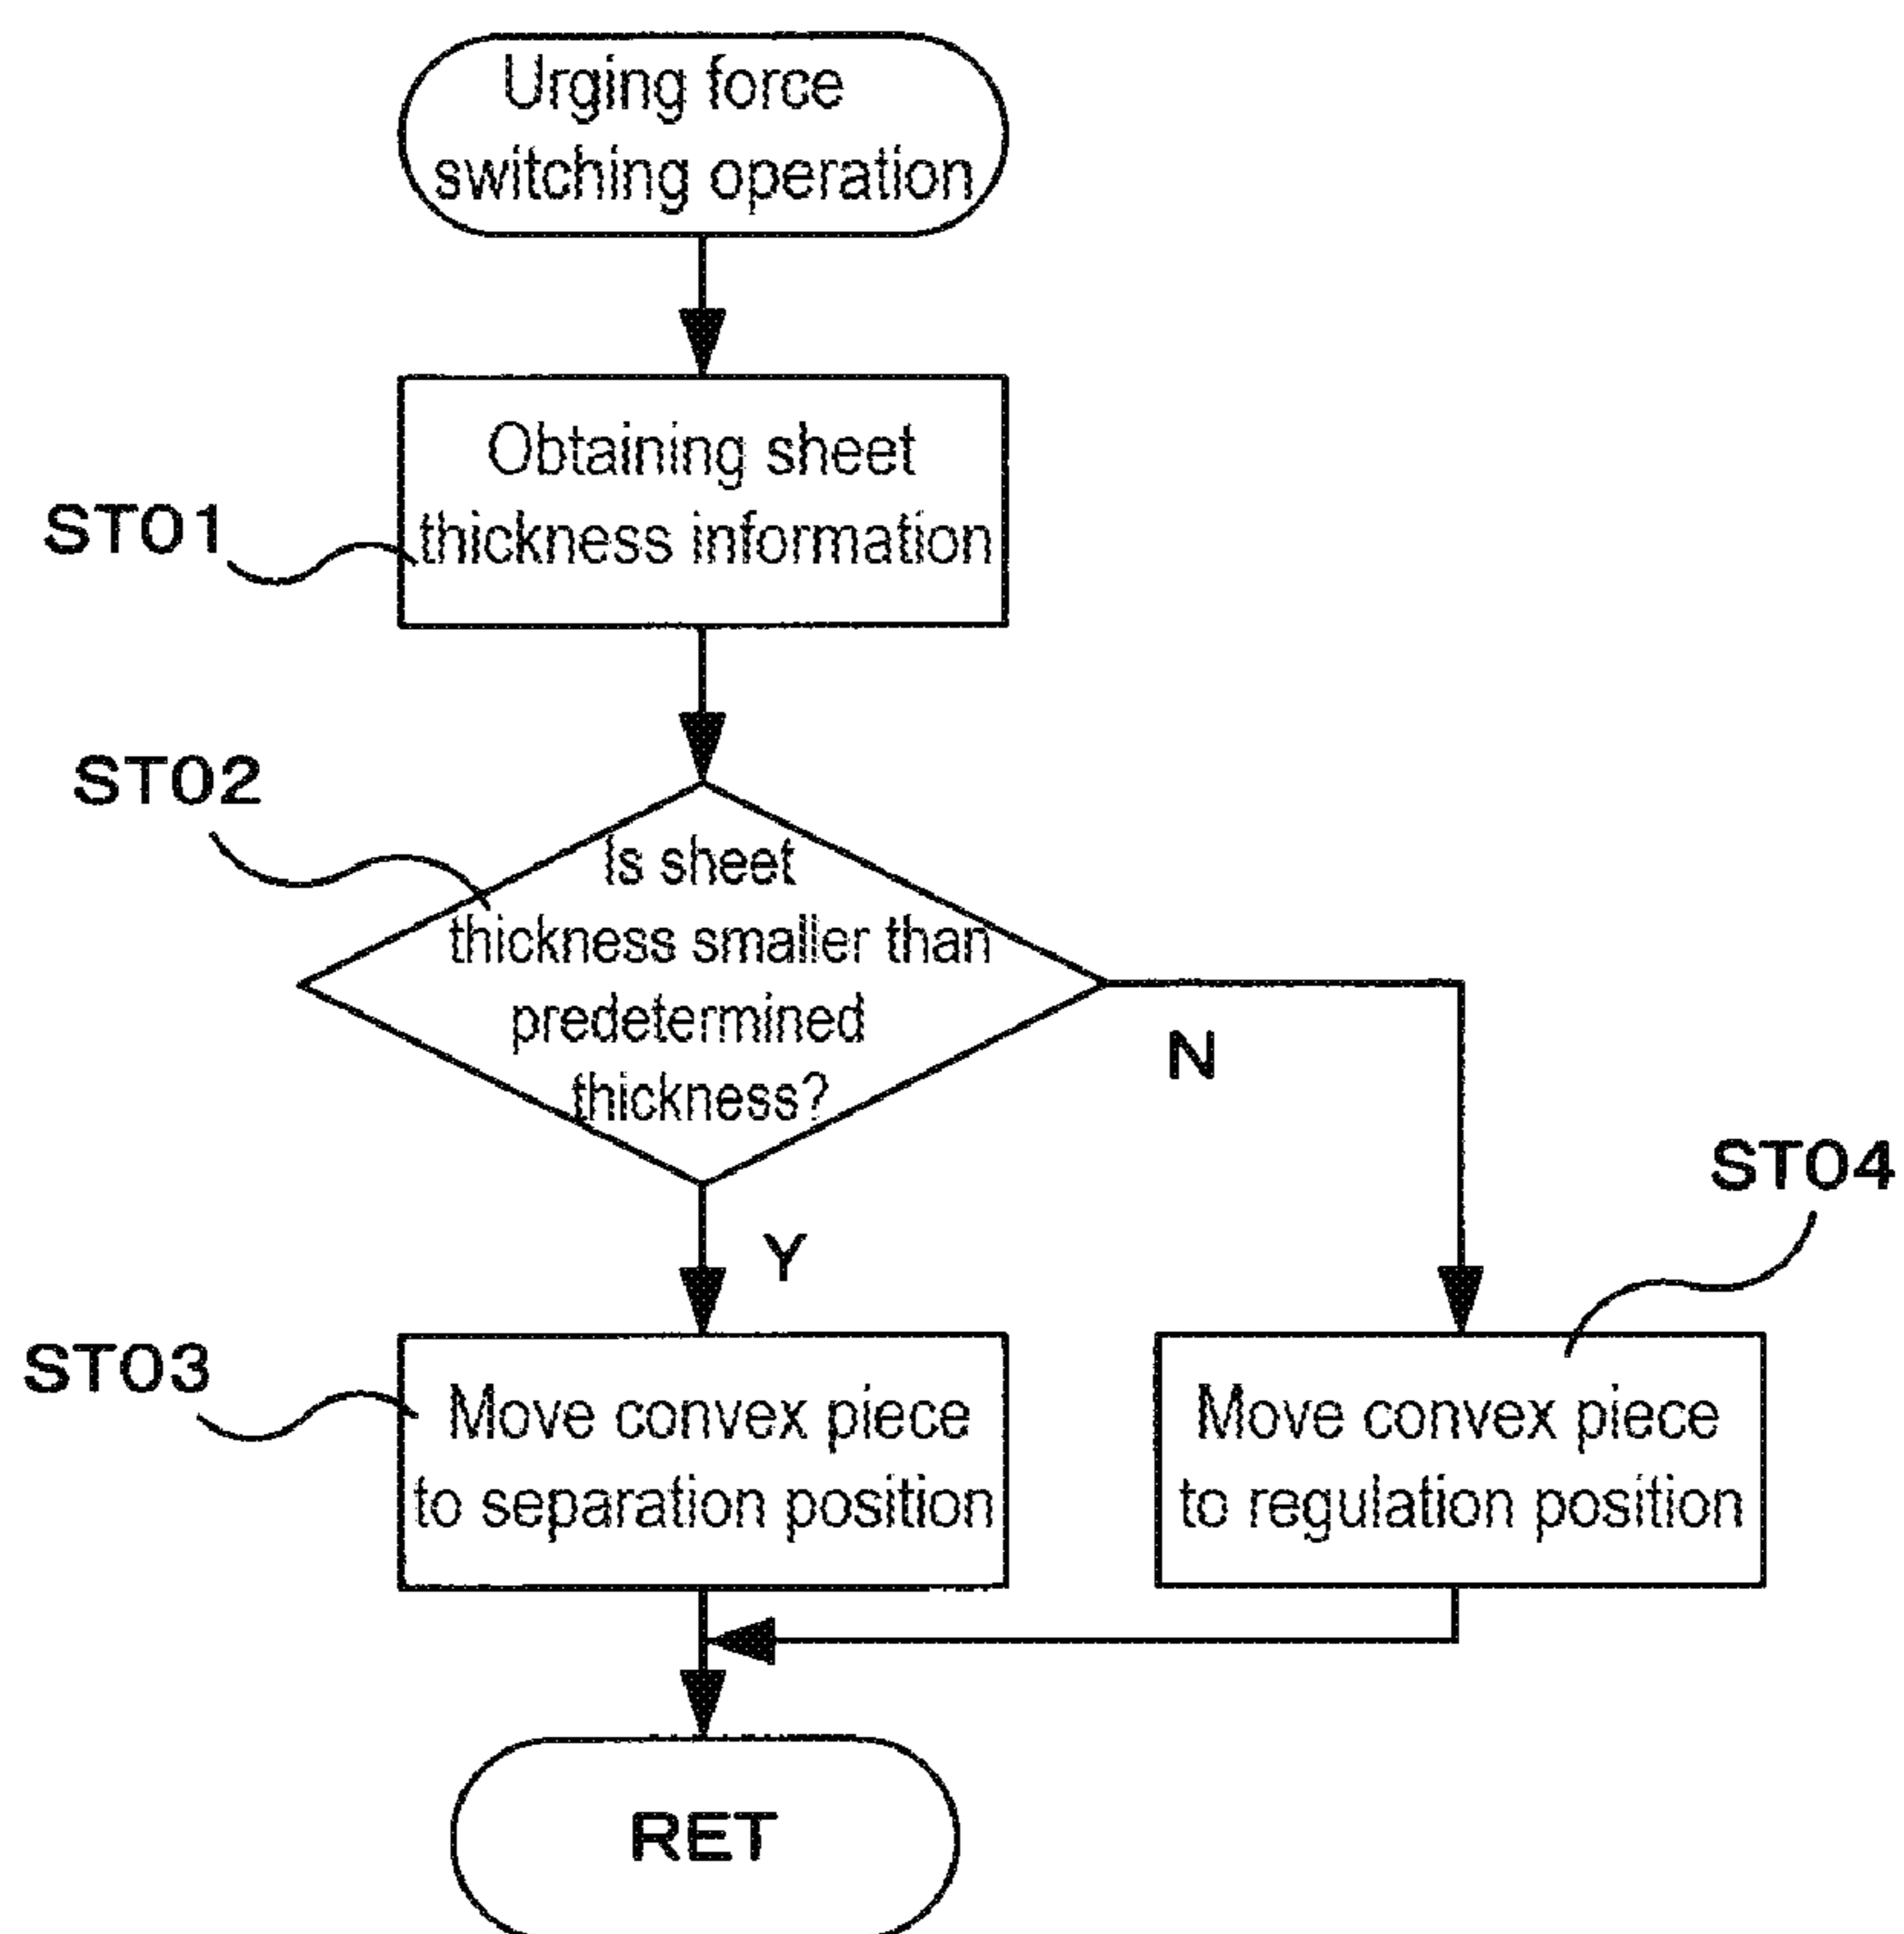 Urging force
switching operation
Obtaining sheet
thickness information
ST01
ST02
Is sheet
thickness smaller than
predetermined
thickness?
N
Y
ST04
ST03
Move convex piece
to separation position
Move convex piece
to regulation position
RET